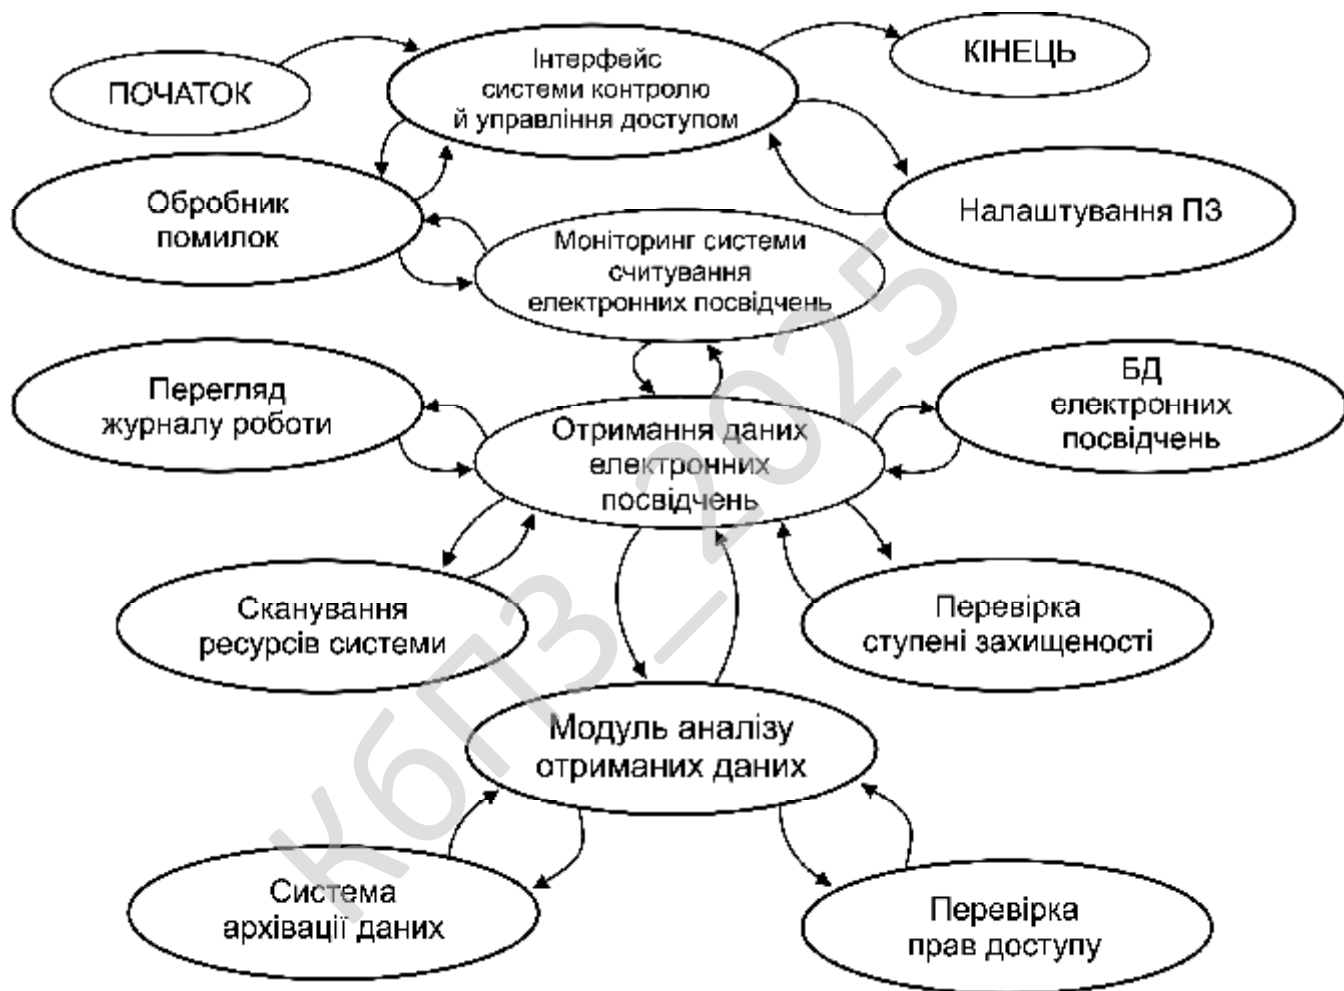 ПОЧАТОК
Інтерфейс
системи контролю
й управління доступом
КІНЕЦЬ
Обробник
помилок
Моніторинг системи
считування
електронних посвідчень
Налаштування ПЗ
Перегляд
журналу роботи
Отримання даних
електронних
посвідчень
БД
електронних
посвідчень
Сканування
ресурсів системи
Перевірка
ступені захищеності
Модуль аналізу
отриманих даних
Система
архівації даних
Перевірка
прав доступу
КбПЗ_2025